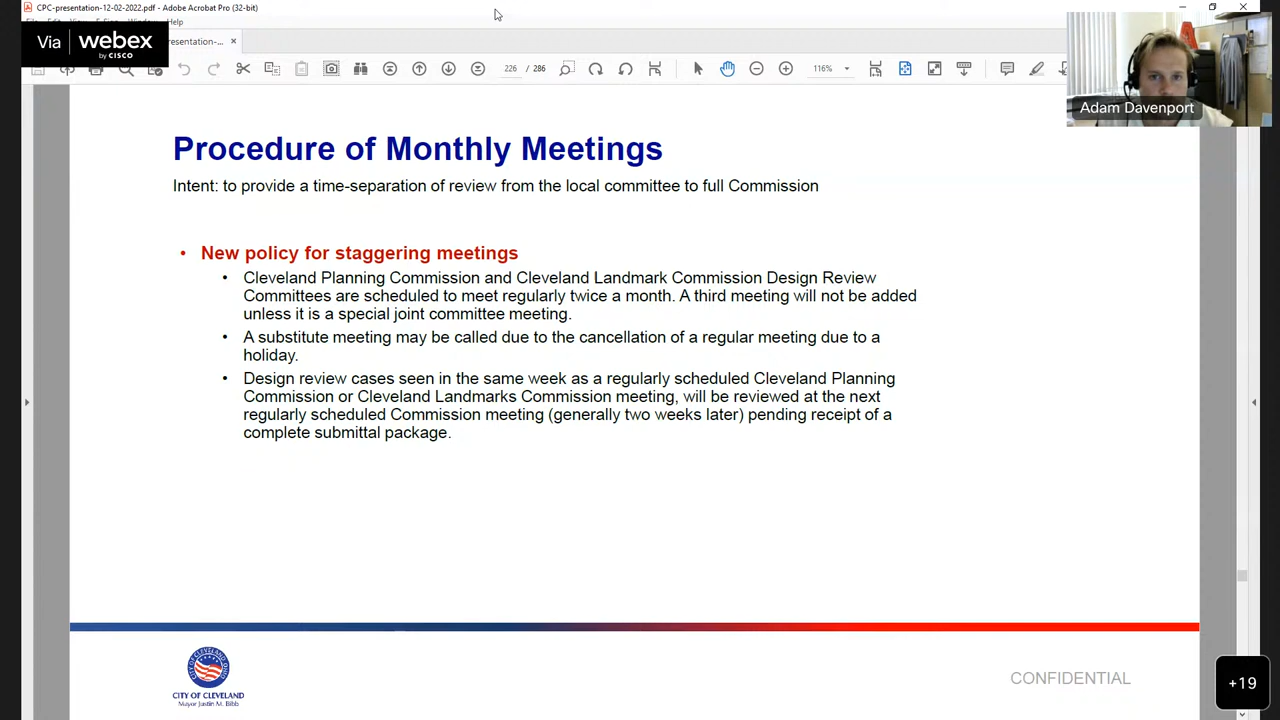 CPC-presentation-12-02-2022.pdf - Adobe Acrobat Pro (32-bit)
Help
Via webex
by CISCO
resentation-... ×
226 / 286
116%
Adam Davenport
Procedure of Monthly Meetings
Intent: to provide a time-separation of review from the local committee to full Commission
• New policy for staggering meetings
• Cleveland Planning Commission and Cleveland Landmark Commission Design Review
Committees are scheduled to meet regularly twice a month. A third meeting will not be added
unless it is a special joint committee meeting.
• A substitute meeting may be called due to the cancellation of a regular meeting due to a
holiday.
• Design review cases seen in the same week as a regularly scheduled Cleveland Planning
Commission or Cleveland Landmarks Commission meeting, will be reviewed at the next
regularly scheduled Commission meeting (generally two weeks later) pending receipt of a
complete submittal package.
CITY OF CLEVELAND
Mayor Justin M. Bibb
CONFIDENTIAL
+19